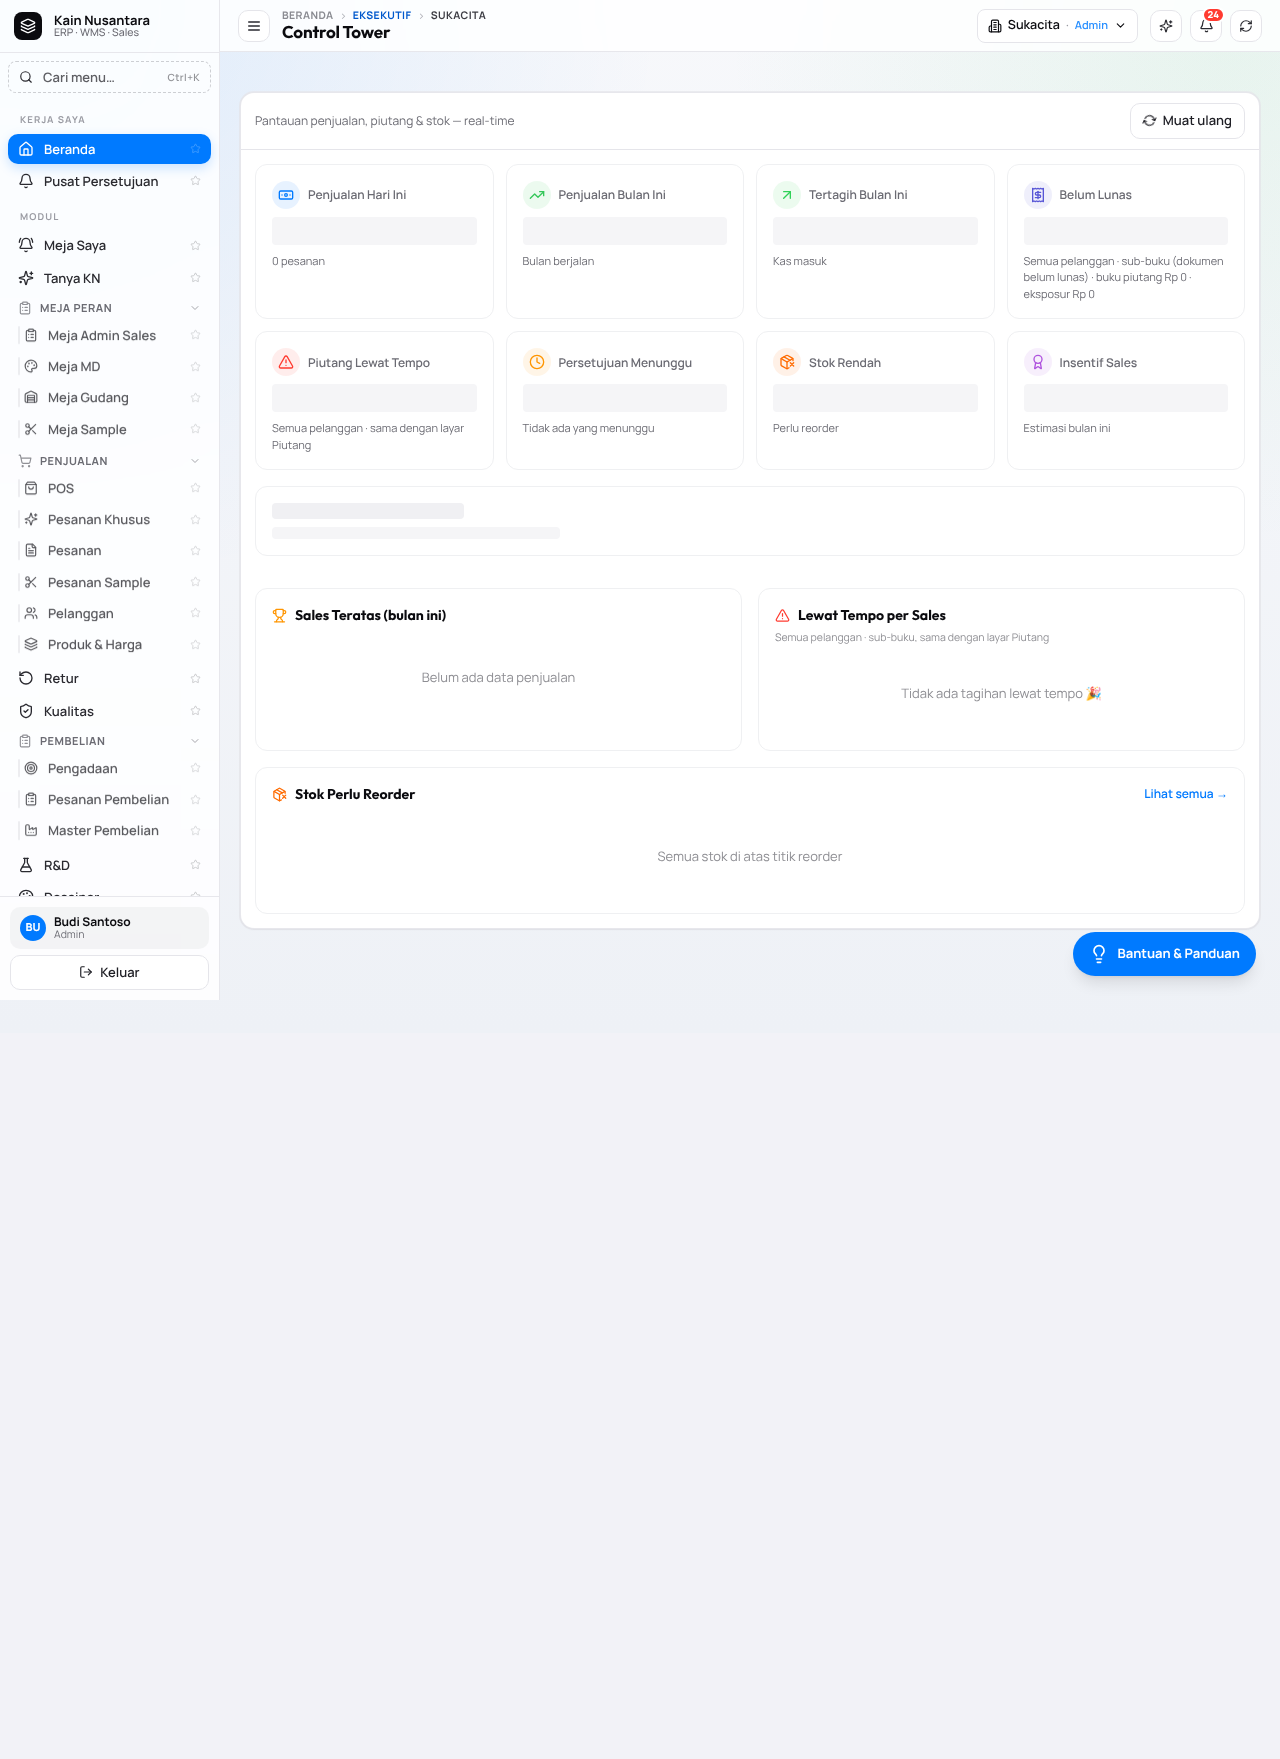 Kain Nusantara
ERP · WMS · Sales
Cari menu...
Ctrl+K
KERJA SAYA
Beranda
Pusat Persetujuan
MODUL
Meja Saya
Tanya KN
MEJA PERAN
Meja Admin Sales
Meja MD
Meja Gudang
Meja Sample
PENJUALAN
POS
Pesanan Khusus
Pesanan
Pesanan Sample
Pelanggan
Produk & Harga
Retur
Kualitas
PEMBELIAN
Pengadaan
Pesanan Pembelian
Master Pembelian
R&D
BU
Budi Santoso
Admin
Keluar
BERANDA › EKSEKUTIF › SUKACITA
Control Tower
Sukacita · Admin
24
Pantauan penjualan, piutang & stok — real-time
Muat ulang
Penjualan Hari Ini
0 pesanan
Penjualan Bulan Ini
Bulan berjalan
Tertagih Bulan Ini
Kas masuk
Belum Lunas
Semua pelanggan · sub-buku (dokumen
belum lunas) · buku piutang Rp 0 ·
eksposur Rp 0
Piutang Lewat Tempo
Semua pelanggan · sama dengan layar
Piutang
Persetujuan Menunggu
Tidak ada yang menunggu
Stok Rendah
Perlu reorder
Insentif Sales
Estimasi bulan ini
Sales Teratas (bulan ini)
Belum ada data penjualan
Lewat Tempo per Sales
Semua pelanggan · sub-buku, sama dengan layar Piutang
Tidak ada tagihan lewat tempo 🎉
Stok Perlu Reorder
Lihat semua →
Semua stok di atas titik reorder
Bantuan & Panduan